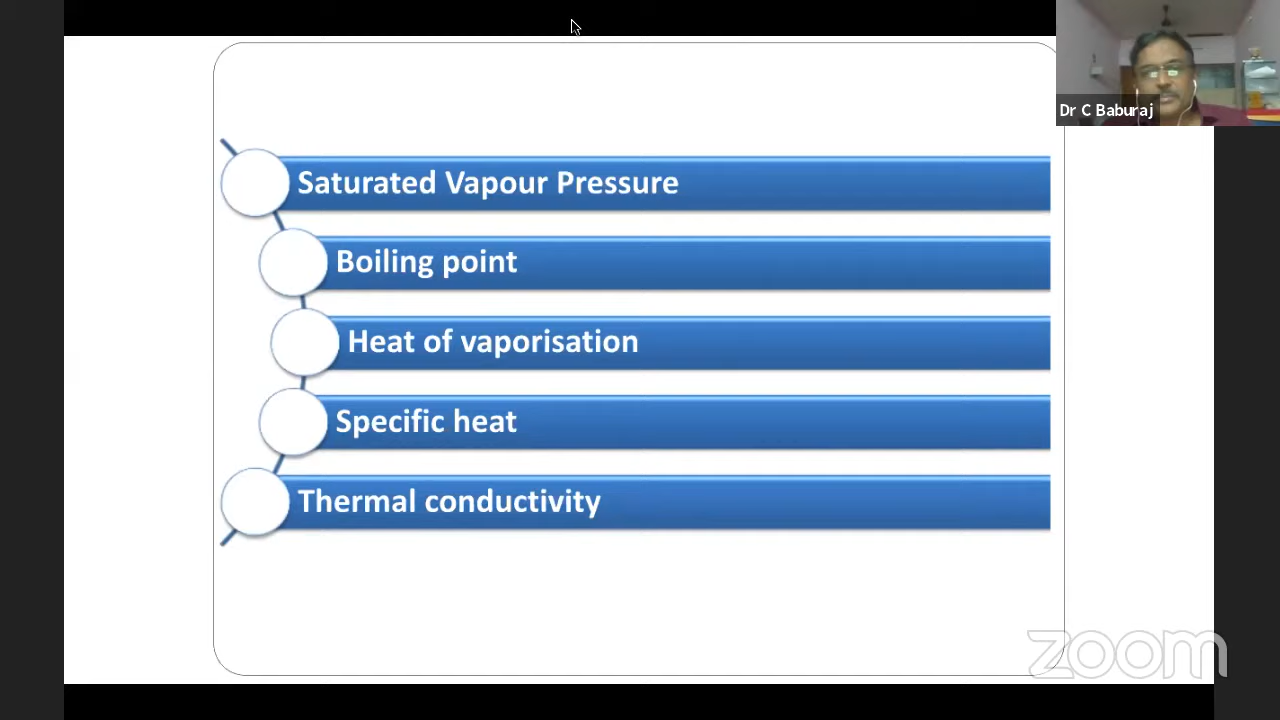 Dr C Baburaj
Saturated Vapour Pressure
Boiling point
Heat of vaporisation
Specific heat
Thermal conductivity
zoom